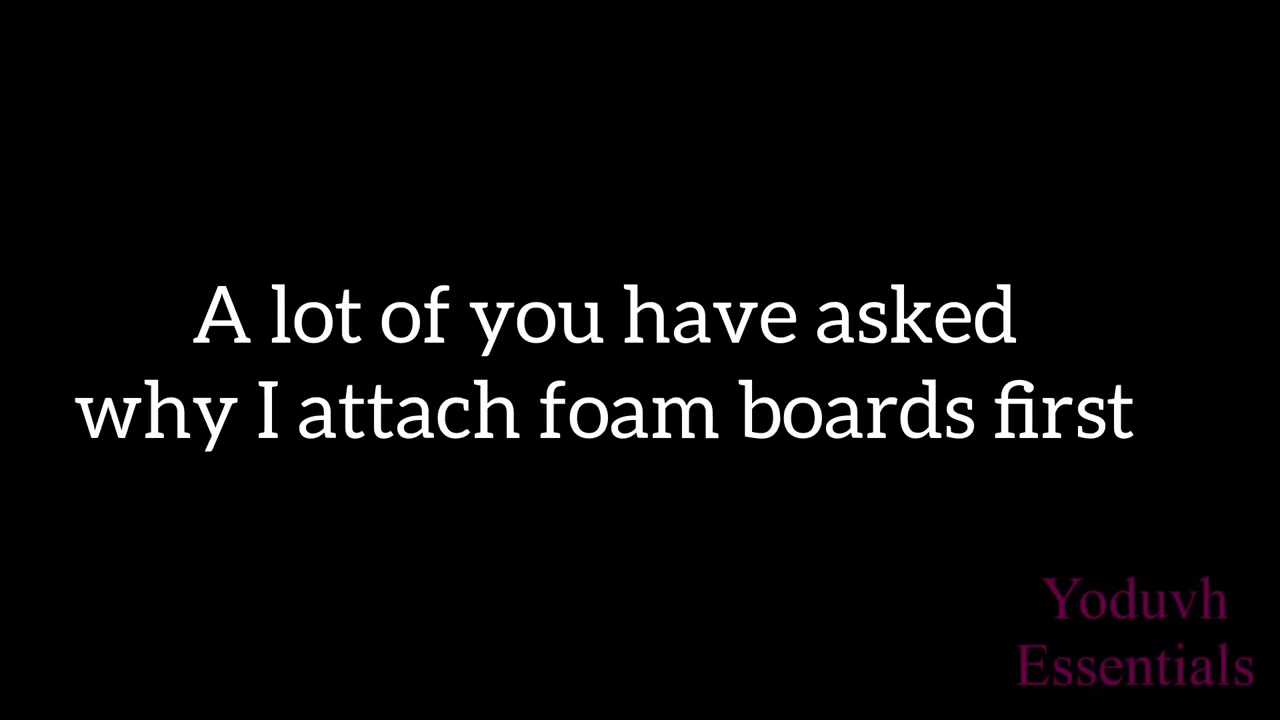 A lot of you have asked
why I attach foam boards first
Yoduvh
Essentials